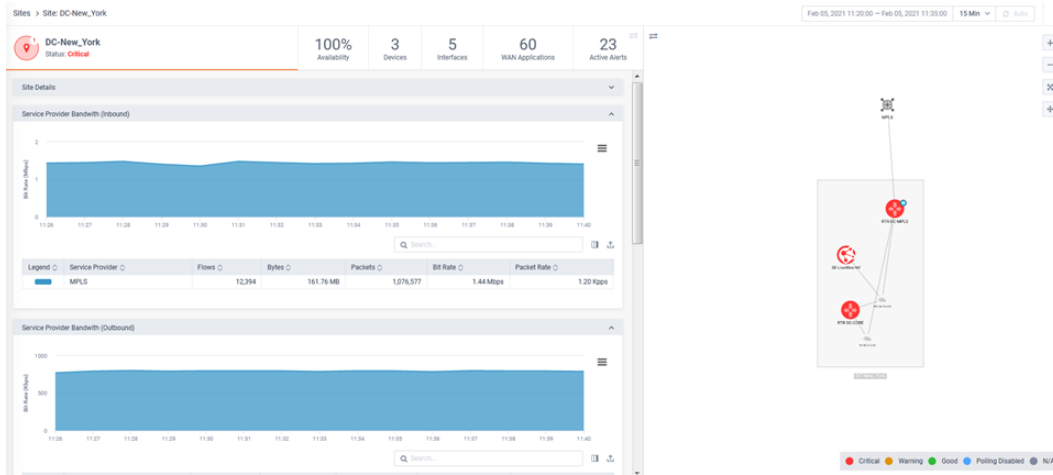 Sites > Site: DC-New_York
Feb 05, 2021 11:20:00 – Feb 05, 2021 11:35:00
15 Min
Auto
DC-New_York
Status: Critical
100%
Availability
3
Devices
5
Interfaces
60
WAN Applications
23
Active Alerts
Site Details
Service Provider Bandwith (Inbound)
Bit Rate (Mbps)
2
1
0
11:26 11:27 11:28 11:29 11:30 11:31 11:32 11:33 11:34 11:35 11:36 11:37 11:38 11:39 11:40
Search...
Legend Service Provider Flows Bytes Packets Bit Rate Packet Rate
MPLS 12,394 161.76 MB 1,076,577 1.44 Mbps 1.20 Kpps
Service Provider Bandwith (Outbound)
Bit Rate (Kbps)
1000
500
0
11:26 11:27 11:28 11:29 11:30 11:31 11:32 11:33 11:34 11:35 11:36 11:37 11:38 11:39 11:40
Search...
MPLS
RTR-DC-MPLS
RTR-DC-CODE
DC-New_York
Critical Warning Good Polling Disabled N/A